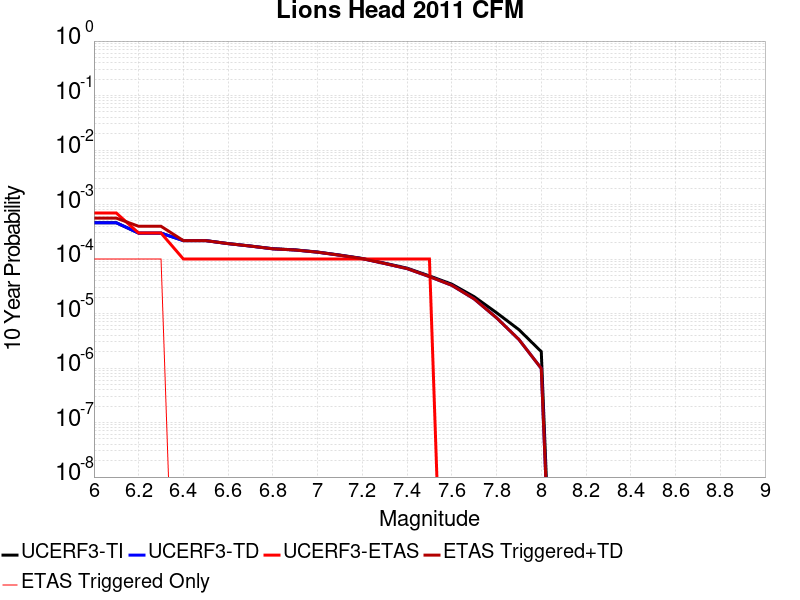 Lions Head 2011 CFM
10 Year Probability
10^0
10^-1
10^-2
10^-3
10^-4
10^-5
10^-6
10^-7
10^-8
6 6.2 6.4 6.6 6.8 7 7.2 7.4 7.6 7.8 8 8.2 8.4 8.6 8.8 9
Magnitude
UCERF3-TI UCERF3-TD UCERF3-ETAS ETAS Triggered+TD
ETAS Triggered Only